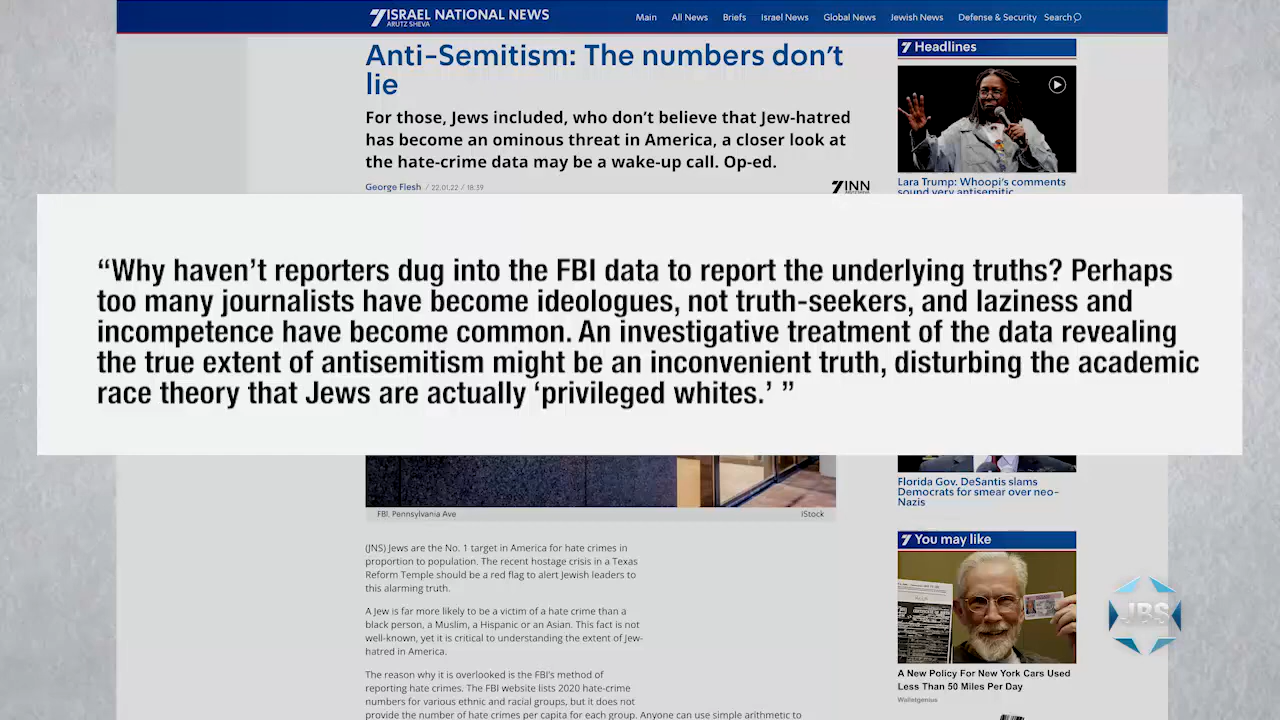 7 ISRAEL NATIONAL NEWS
ARUTZ SHEVA
Main All News Briefs Israel News Global News Jewish News Defense & Security Search
Anti-Semitism: The numbers don't
lie
For those, Jews included, who don't believe that Jew-hatred
has become an ominous threat in America, a closer look at
the hate-crime data may be a wake-up call. Op-ed.
George Flesh / 22.01.22 / 18:39
7INN
7 Headlines
Lara Trump: Whoopi's comments
sound very antisemitic
“Why haven’t reporters dug into the FBI data to report the underlying truths? Perhaps
too many journalists have become ideologues, not truth-seekers, and laziness and
incompetence have become common. An investigative treatment of the data revealing
the true extent of antisemitism might be an inconvenient truth, disturbing the academic
race theory that Jews are actually ‘privileged whites.’ ”
FBI, Pennsylvania Ave
iStock
(JNS) Jews are the No. 1 target in America for hate crimes in
proportion to population. The recent hostage crisis in a Texas
Reform Temple should be a red flag to alert Jewish leaders to
this alarming truth.
A Jew is far more likely to be a victim of a hate crime than a
black person, a Muslim, a Hispanic or an Asian. This fact is not
well-known, yet it is critical to understanding the extent of Jew-
hatred in America.
The reason why it is overlooked is the FBI's method of
reporting hate crimes. The FBI website lists 2020 hate-crime
numbers for various ethnic and racial groups, but it does not
provide the number of hate crimes per capita for each group. Anyone can use simple arithmetic to
Florida Gov. DeSantis slams
Democrats for smear over neo-
Nazis
7 You may like
A New Policy For New York Cars Used
Less Than 50 Miles Per Day
Walletgenius
JBS